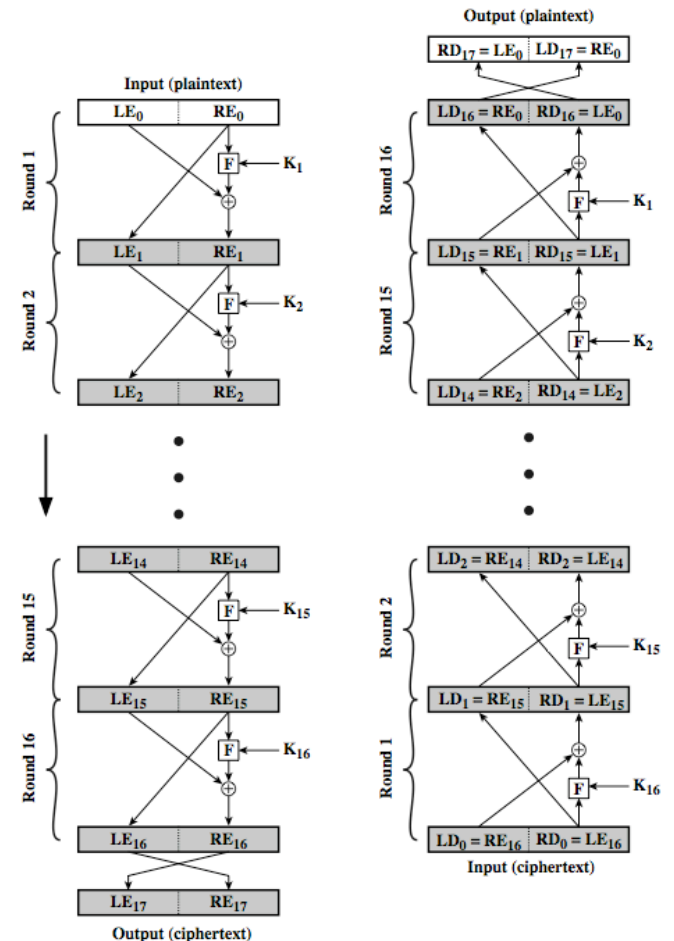 Input (plaintext)
LE₀ RE₀
Round 1
F K₁
LE₁ RE₁
Round 2
F K₂
LE₂ RE₂
LE₁₄ RE₁₄
Round 15
F K₁₅
LE₁₅ RE₁₅
Round 16
F K₁₆
LE₁₆ RE₁₆
LE₁₇ RE₁₇
Output (ciphertext)
Output (plaintext)
RD₁₇ = LE₀ LD₁₇ = RE₀
LD₁₆ = RE₀ RD₁₆ = LE₀
Round 16
F K₁
LD₁₅ = RE₁ RD₁₅ = LE₁
Round 15
F K₂
LD₁₄ = RE₂ RD₁₄ = LE₂
LD₂ = RE₁₄ RD₂ = LE₁₄
Round 2
F K₁₅
LD₁ = RE₁₅ RD₁ = LE₁₅
Round 1
F K₁₆
LD₀ = RE₁₆ RD₀ = LE₁₆
Input (ciphertext)